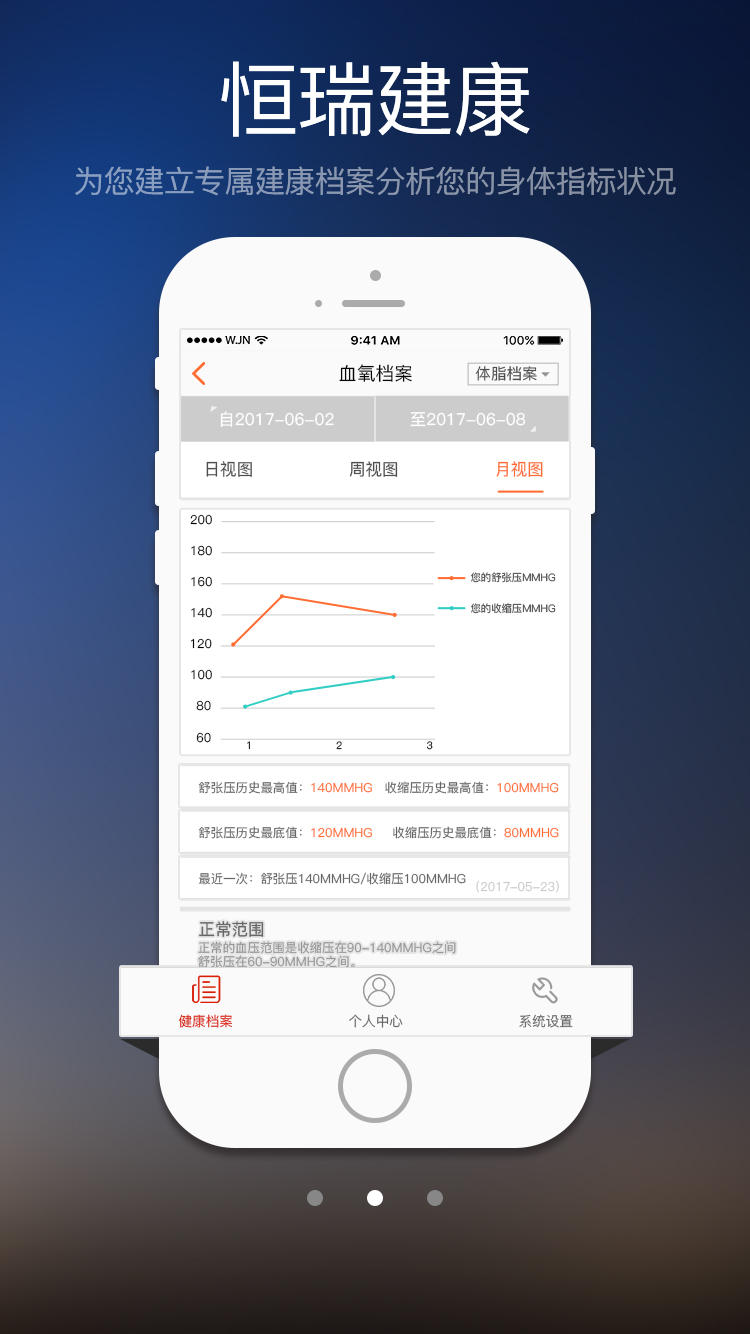 恒瑞建康
为您建立专属建康档案分析您的身体指标状况
WJN 9:41 AM 100%
血氧档案 体脂档案
自2017-06-02 至2017-06-08
日视图 周视图 月视图
200
180
160
140
120
100
80
60
您的舒张压MMHG
您的收缩压MMHG
1 2 3
舒张压历史最高值：140MMHG 收缩压历史最高值：100MMHG
舒张压历史最底值：120MMHG 收缩压历史最底值：80MMHG
最近一次：舒张压140MMHG/收缩压100MMHG (2017-05-23)
正常范围
正常的血压范围是收缩压在90-140MMHG之间
舒张压在60-90MMHG之间。
健康档案 个人中心 系统设置